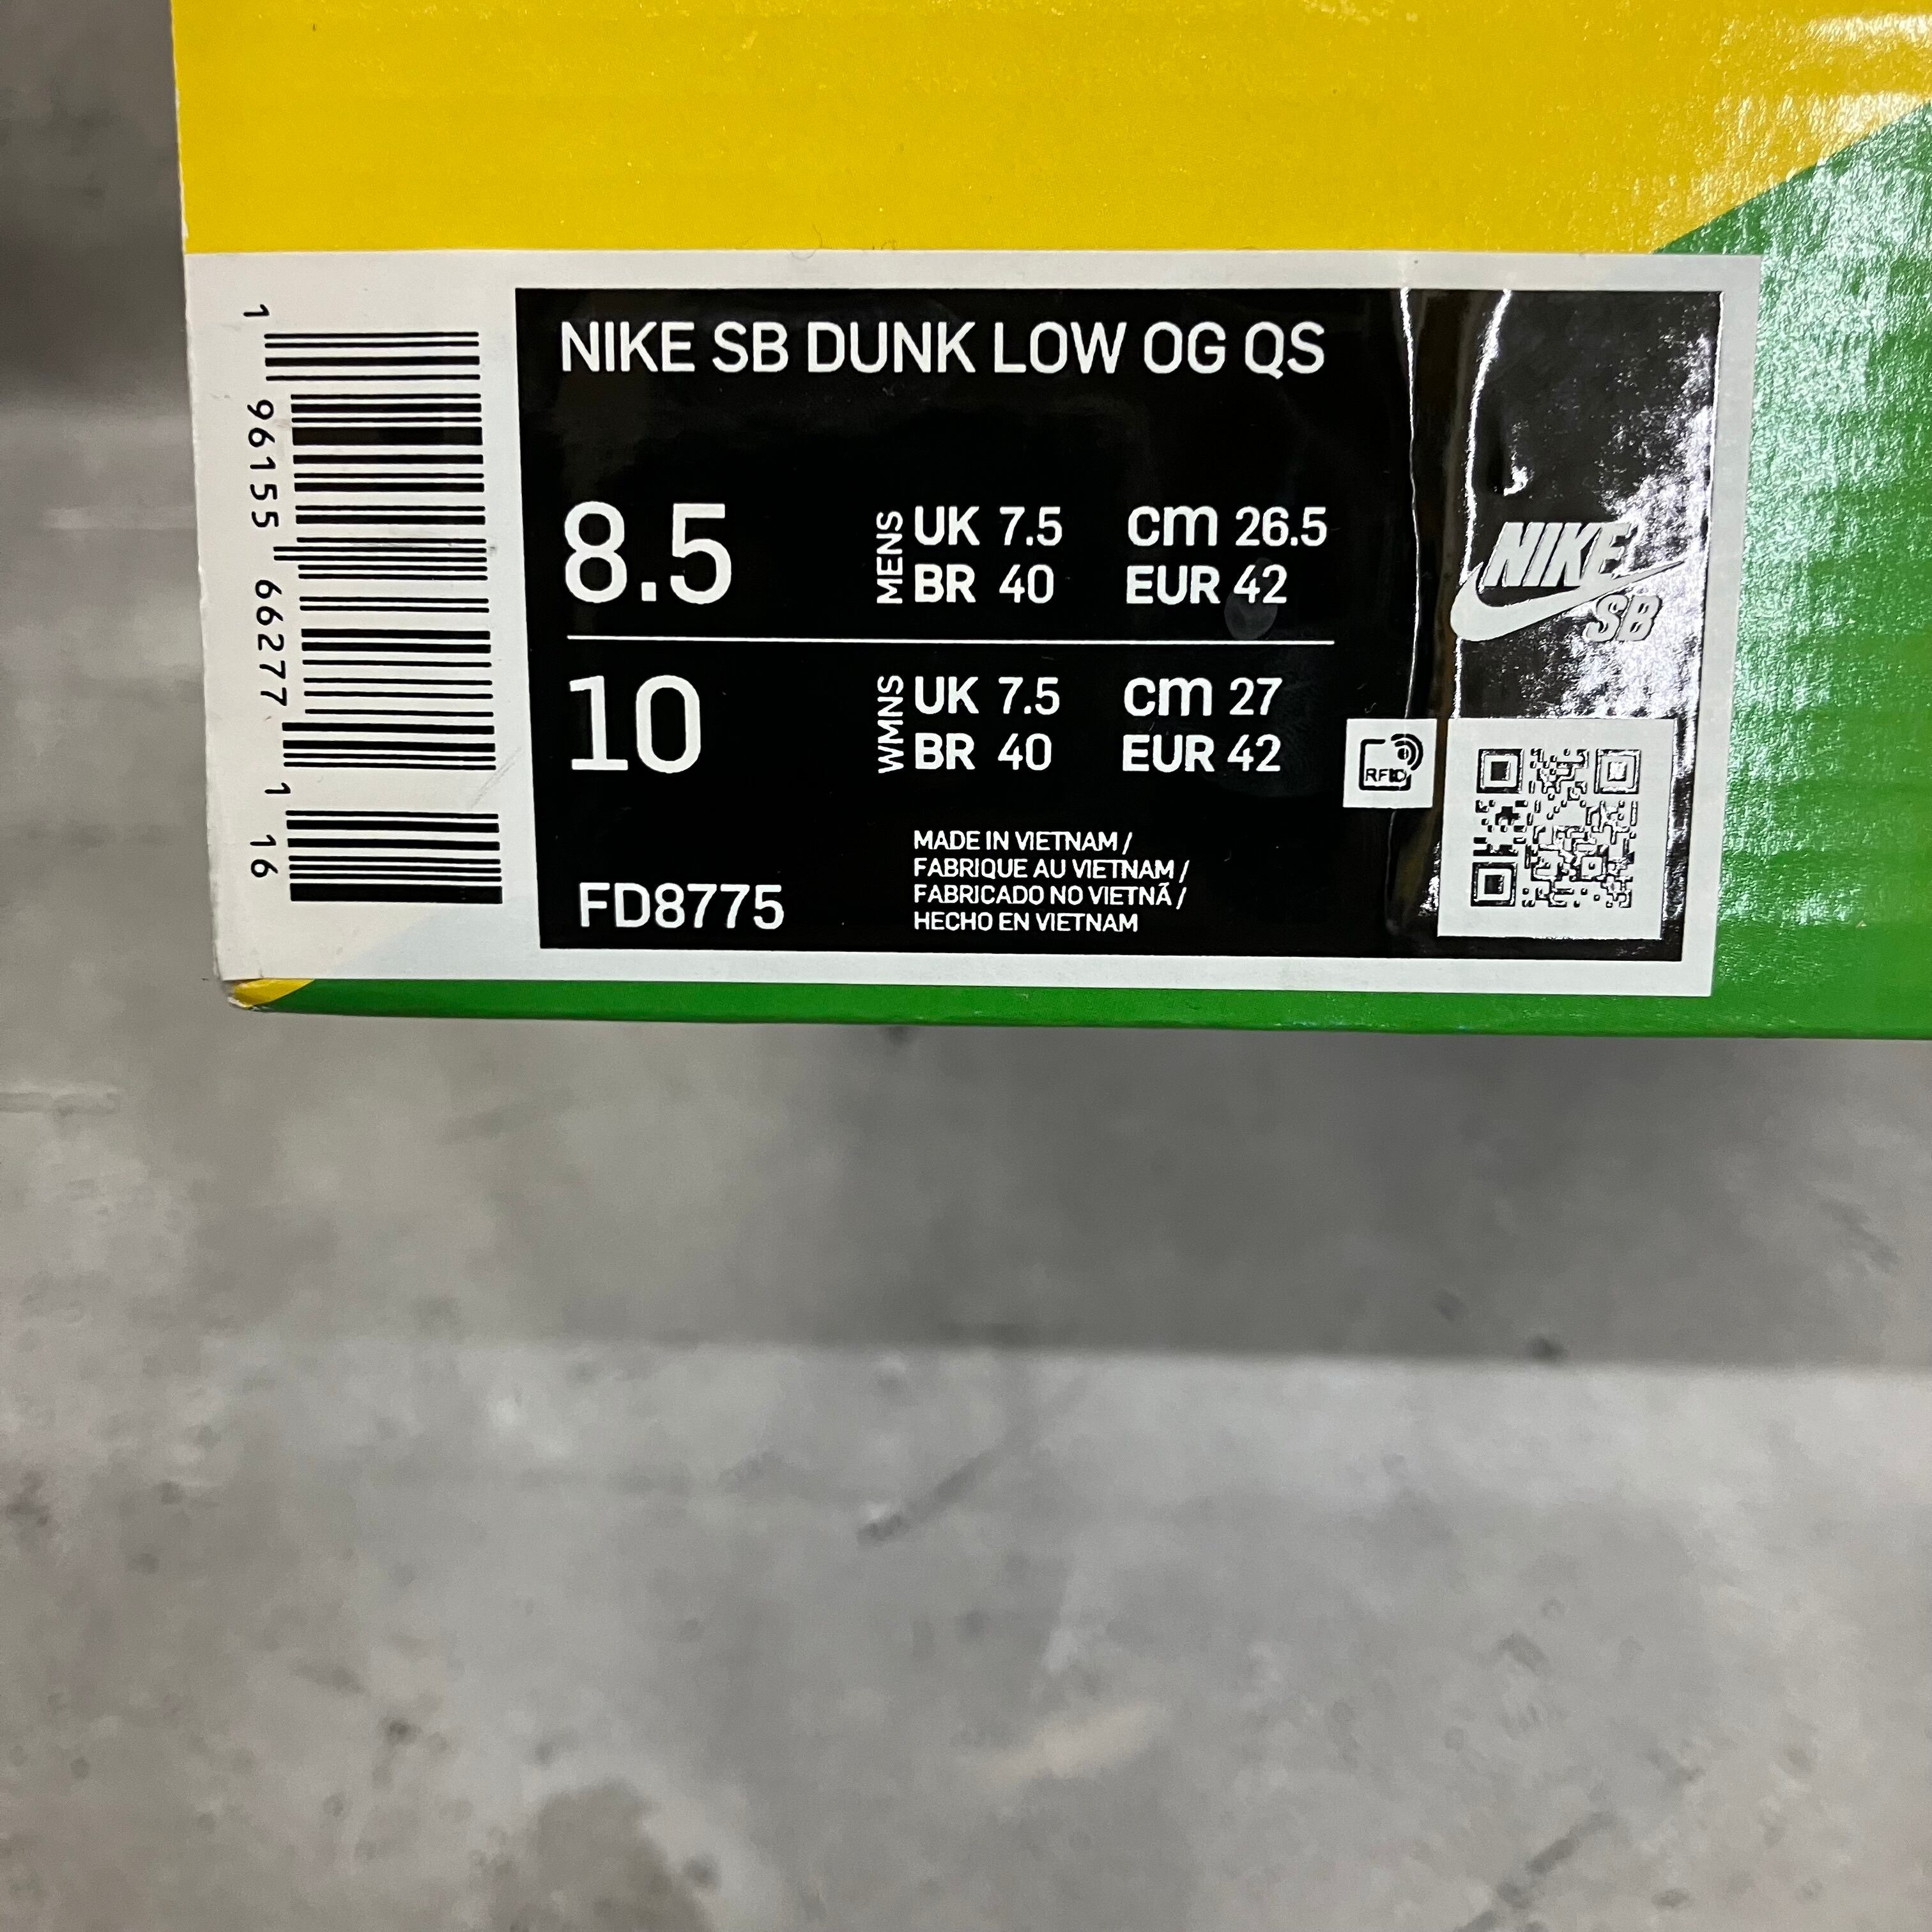 NIKE SB DUNK LOW OG QS
8.5
MENS
UK 7.5 cm 26.5
BR 40 EUR 42
10
WMNS
UK 7.5 cm 27
BR 40 EUR 42
FD8775
MADE IN VIETNAM /
FABRIQUE AU VIETNAM /
FABRICADO NO VIETNÃ /
HECHO EN VIETNAM
NIKE
SB
RFID
1 96155 66277 1 16